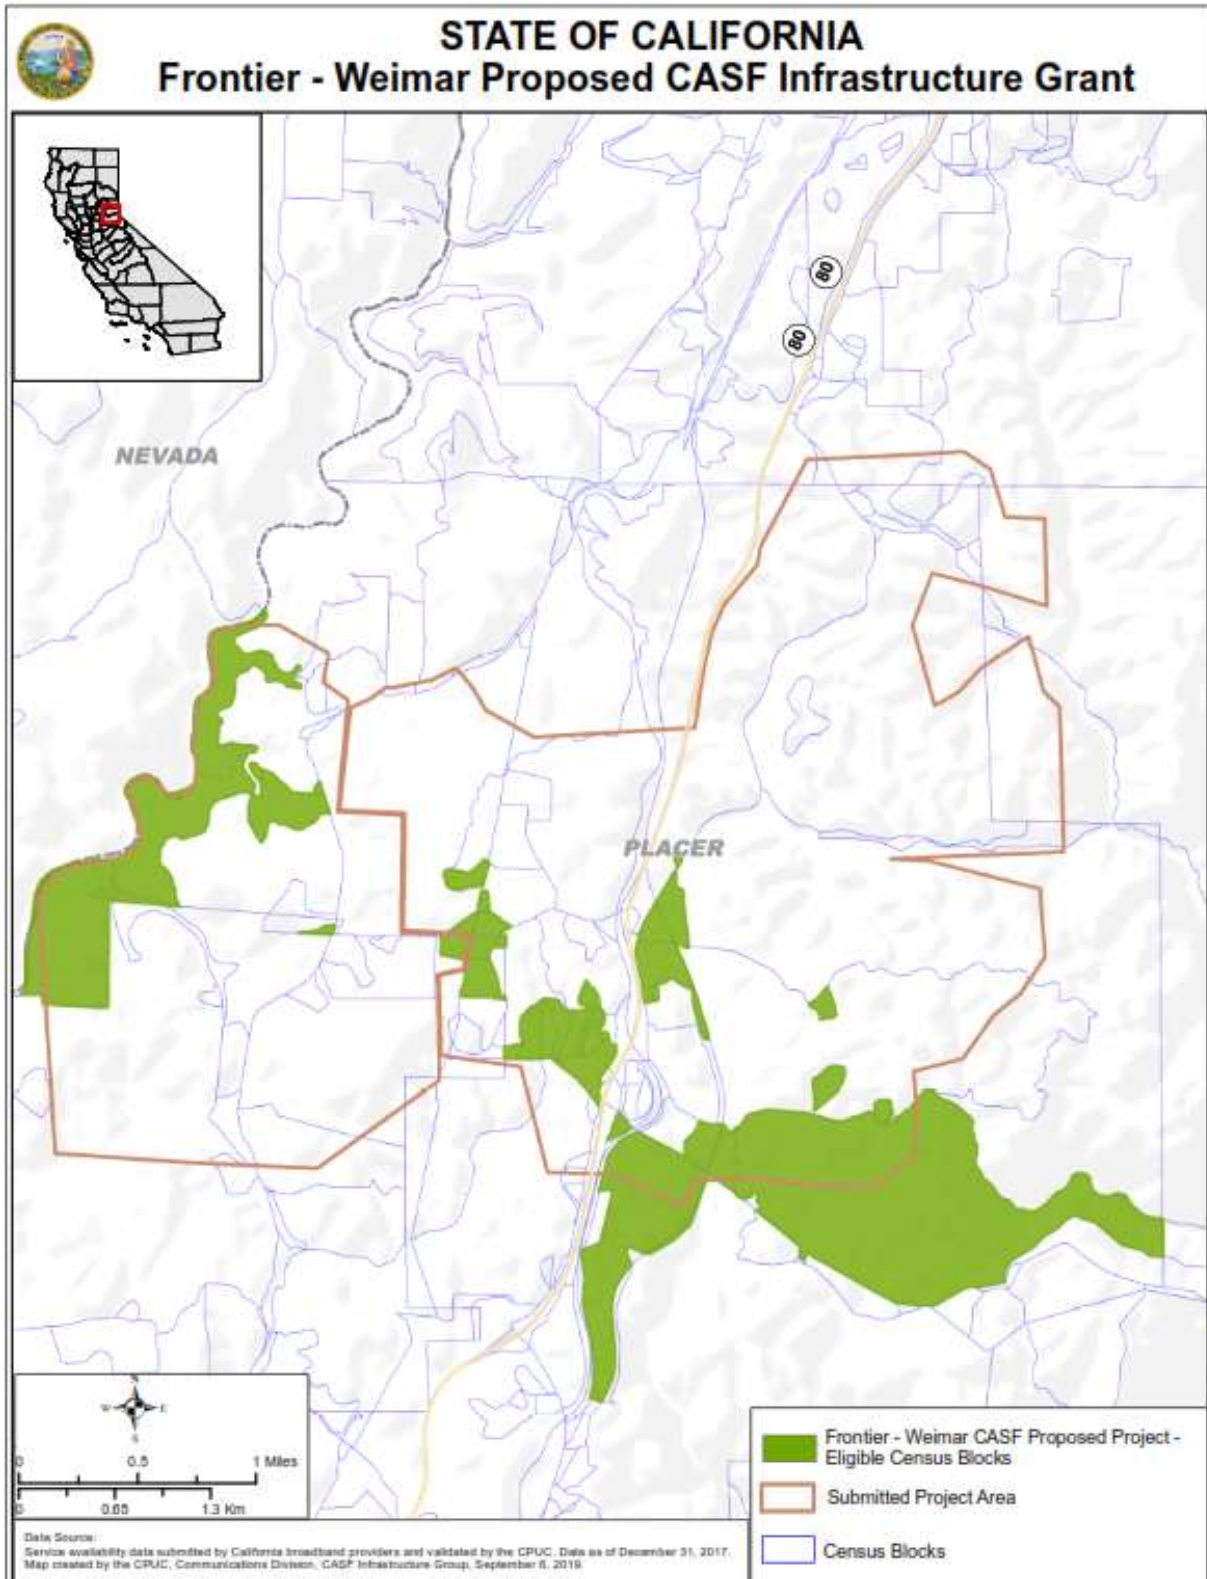 STATE OF CALIFORNIA
Frontier - Weimar Proposed CASF Infrastructure Grant
80
80
NEVADA
PLACER
N
W E
S
0 0.5 1 Miles
0 0.65 1.3 Km
Frontier - Weimar CASF Proposed Project -
Eligible Census Blocks
Submitted Project Area
Census Blocks
Data Source:
Service availability data submitted by California broadband providers and validated by the CPUC. Data as of December 31, 2017.
Map created by the CPUC, Communications Division, CASF Infrastructure Group, September 6, 2019.